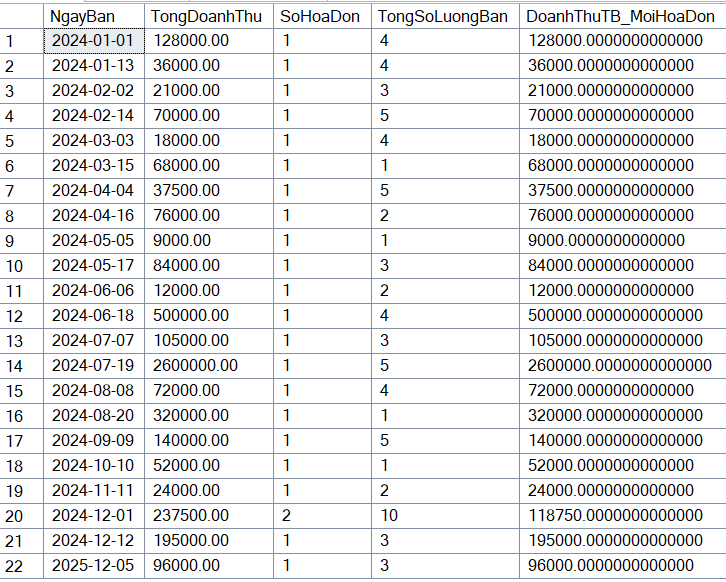 NgayBan TongDoanhThu SoHoaDon TongSoLuongBan DoanhThuTB_MoiHoaDon
1 2024-01-01 128000.00 1 4 128000.0000000000000
2 2024-01-13 36000.00 1 4 36000.0000000000000
3 2024-02-02 21000.00 1 3 21000.0000000000000
4 2024-02-14 70000.00 1 5 70000.0000000000000
5 2024-03-03 18000.00 1 4 18000.0000000000000
6 2024-03-15 68000.00 1 1 68000.0000000000000
7 2024-04-04 37500.00 1 5 37500.0000000000000
8 2024-04-16 76000.00 1 2 76000.0000000000000
9 2024-05-05 9000.00 1 1 9000.0000000000000
10 2024-05-17 84000.00 1 3 84000.0000000000000
11 2024-06-06 12000.00 1 2 12000.0000000000000
12 2024-06-18 500000.00 1 4 500000.0000000000000
13 2024-07-07 105000.00 1 3 105000.0000000000000
14 2024-07-19 2600000.00 1 5 2600000.0000000000000
15 2024-08-08 72000.00 1 4 72000.0000000000000
16 2024-08-20 320000.00 1 1 320000.0000000000000
17 2024-09-09 140000.00 1 5 140000.0000000000000
18 2024-10-10 52000.00 1 1 52000.0000000000000
19 2024-11-11 24000.00 1 2 24000.0000000000000
20 2024-12-01 237500.00 2 10 118750.0000000000000
21 2024-12-12 195000.00 1 3 195000.0000000000000
22 2025-12-05 96000.00 1 3 96000.0000000000000